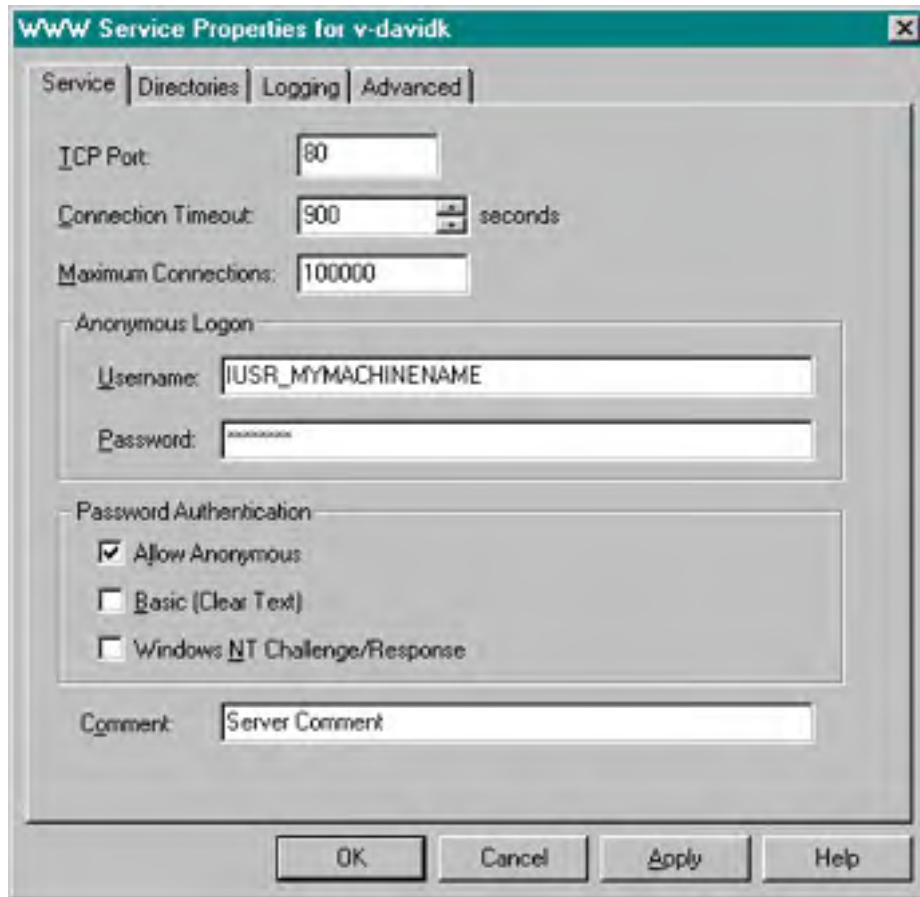 WWW Service Properties for v-davidk
Service Directories Logging Advanced
TCP Port: 80
Connection Timeout: 900 seconds
Maximum Connections: 100000
Anonymous Logon
Username: IUSR_MYMACHINENAME
Password: ********
Password Authentication
Allow Anonymous
Basic (Clear Text)
Windows NT Challenge/Response
Comment: Server Comment
OK Cancel Apply Help